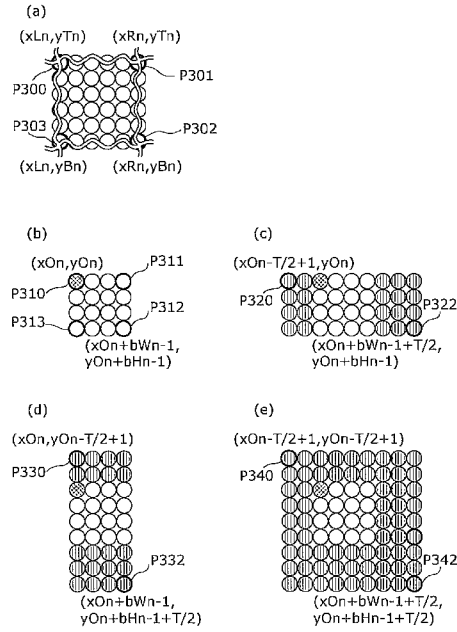 (a)
(xLn,yTn) (xRn,yTn)
P300 P301
P303 P302
(xLn,yBn) (xRn,yBn)
(b) (c)
(xOn,yOn) P311 (xOn-T/2+1,yOn)
P310 P312 P320 P322
P313
(xOn+bWn-1, (xOn+bWn-1+T/2,
yOn+bHn-1) yOn+bHn-1)
(d) (e)
(xOn,yOn-T/2+1) (xOn-T/2+1,yOn-T/2+1)
P330 P340
P332 P342
(xOn+bWn-1, (xOn+bWn-1+T/2,
yOn+bHn-1+T/2) yOn+bHn-1+T/2)